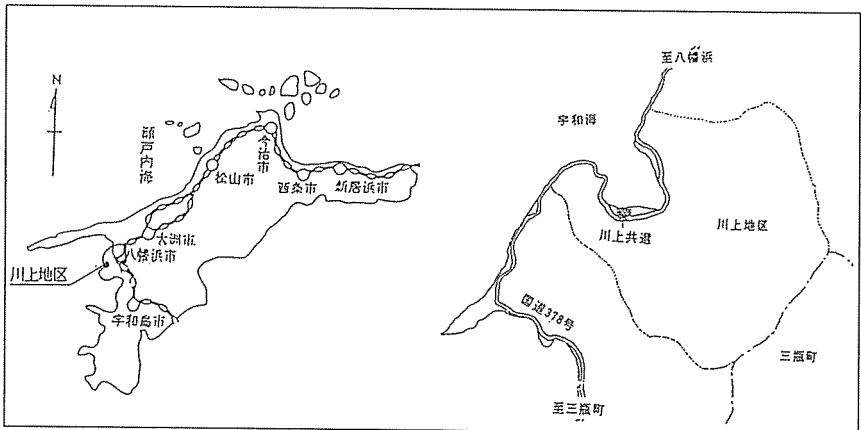 N
瀬戸内海
今治市
松山市
西条市
新居浜市
大洲市
八幡浜市
川上地区
宇和島市
至八幡浜
宇和海
川上共選
川上地区
国道378号
三瓶町
至三瓶町